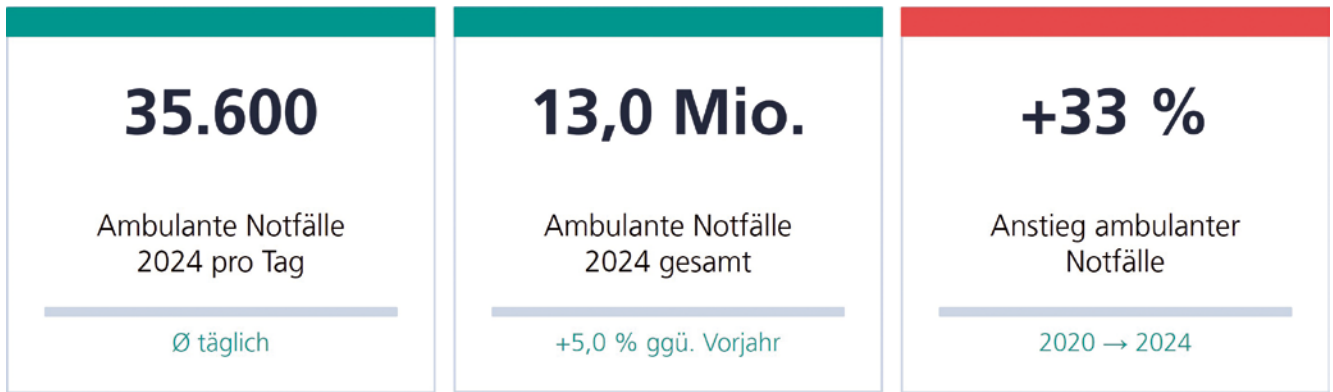 35.600
Ambulante Notfälle
2024 pro Tag
Ø täglich
13,0 Mio.
Ambulante Notfälle
2024 gesamt
+5,0 % ggü. Vorjahr
+33 %
Anstieg ambulanter
Notfälle
2020 → 2024